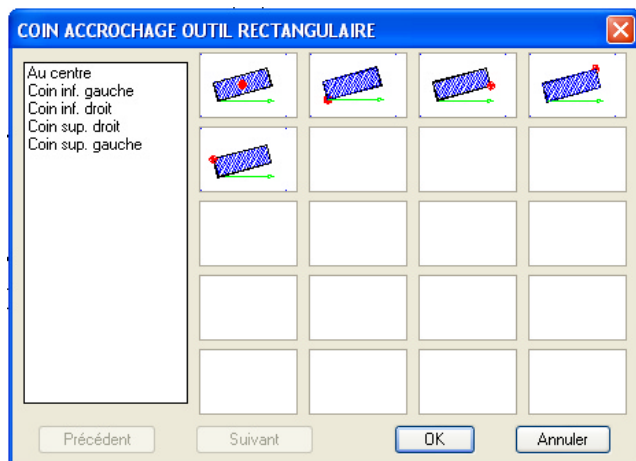 COIN ACCROCHAGE OUTIL RECTANGULAIRE
Au centre
Coin inf. gauche
Coin inf. droit
Coin sup. droit
Coin sup. gauche
Précédent
Suivant
OK
Annuler